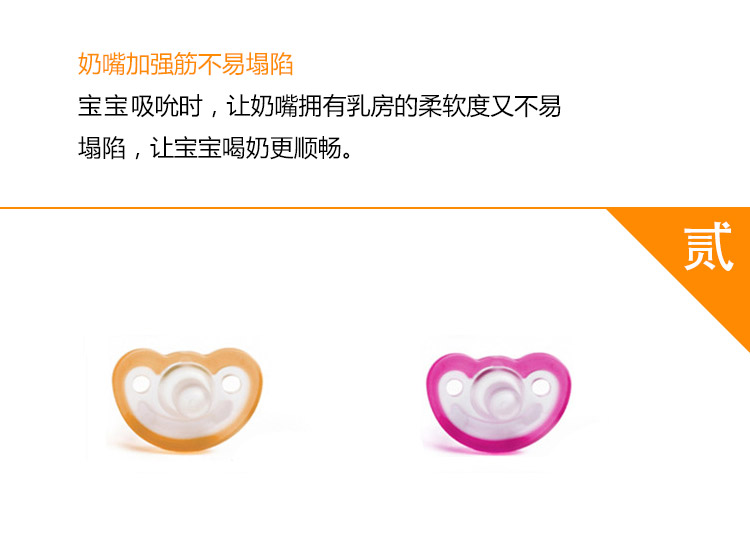 奶嘴加强筋不易塌陷
宝宝吸吮时，让奶嘴拥有乳房的柔软度又不易
塌陷，让宝宝喝奶更顺畅。
贰